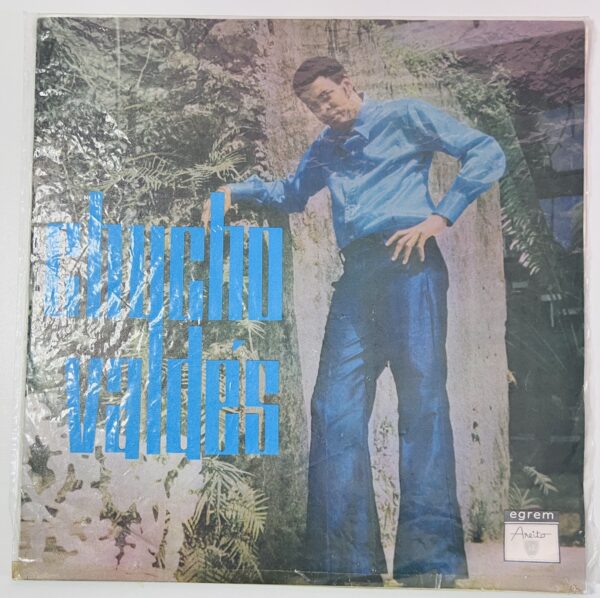 chucho
valdés
egrem
Areito